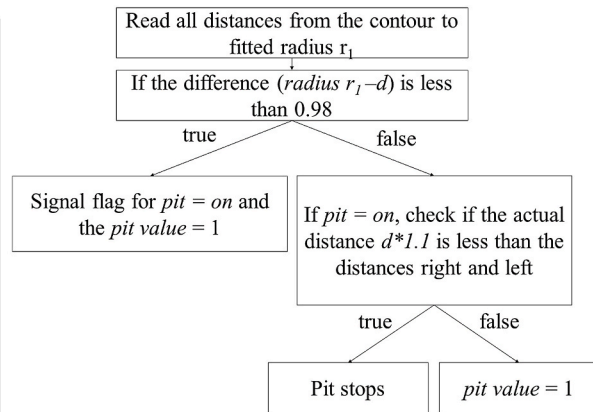 Read all distances from the contour to
fitted radius r₁
If the difference (radius r₁–d) is less
than 0.98
true
false
Signal flag for pit = on and
the pit value = 1
If pit = on, check if the actual
distance d*1.1 is less than the
distances right and left
true
false
Pit stops
pit value = 1